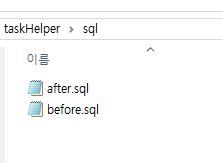 taskHelper > sql
이름
after.sql
before.sql